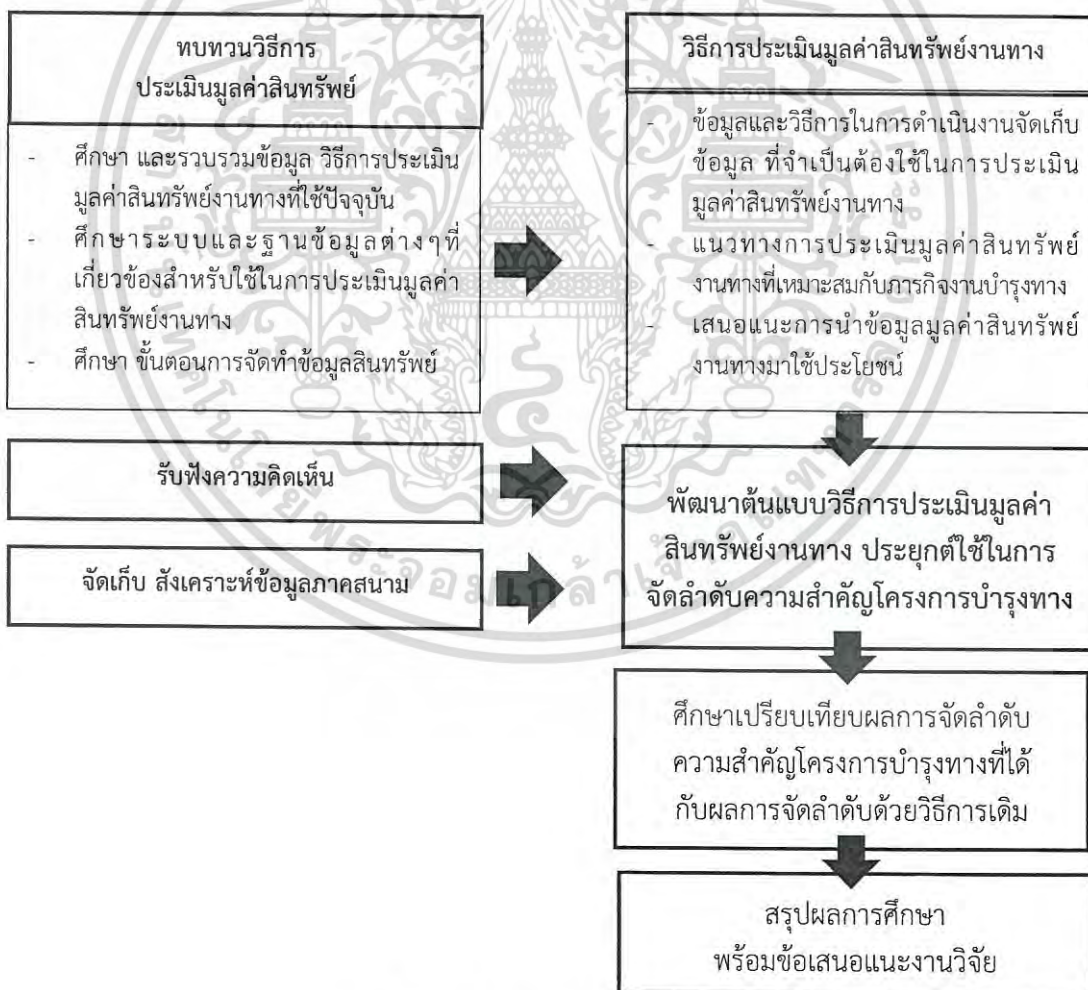 ทบทวนวิธีการ
ประเมินมูลค่าสินทรัพย์
- ศึกษา และรวบรวมข้อมูล วิธีการประเมิน
มูลค่าสินทรัพย์งานทางที่ใช้ปัจจุบัน
- ศึกษาระบบและฐานข้อมูลต่างๆที่
เกี่ยวข้องสำหรับใช้ในการประเมินมูลค่า
สินทรัพย์งานทาง
- ศึกษา ขั้นตอนการจัดทำข้อมูลสินทรัพย์
วิธีการประเมินมูลค่าสินทรัพย์งานทาง
- ข้อมูลและวิธีการในการดำเนินงานจัดเก็บ
ข้อมูล ที่จำเป็นต้องใช้ในการประเมิน
มูลค่าสินทรัพย์งานทาง
- แนวทางการประเมินมูลค่าสินทรัพย์
งานทางที่เหมาะสมกับภารกิจงานบำรุงทาง
- เสนอแนะการนำข้อมูลมูลค่าสินทรัพย์
งานทางมาใช้ประโยชน์
รับฟังความคิดเห็น
จัดเก็บ สังเคราะห์ข้อมูลภาคสนาม
พัฒนาต้นแบบวิธีการประเมินมูลค่า
สินทรัพย์งานทาง ประยุกต์ใช้ในการ
จัดลำดับความสำคัญโครงการบำรุงทาง
ศึกษาเปรียบเทียบผลการจัดลำดับ
ความสำคัญโครงการบำรุงทางที่ได้
กับผลการจัดลำดับด้วยวิธีการเดิม
สรุปผลการศึกษา
พร้อมข้อเสนอแนะงานวิจัย
พระจอมเกล้าเจ้า